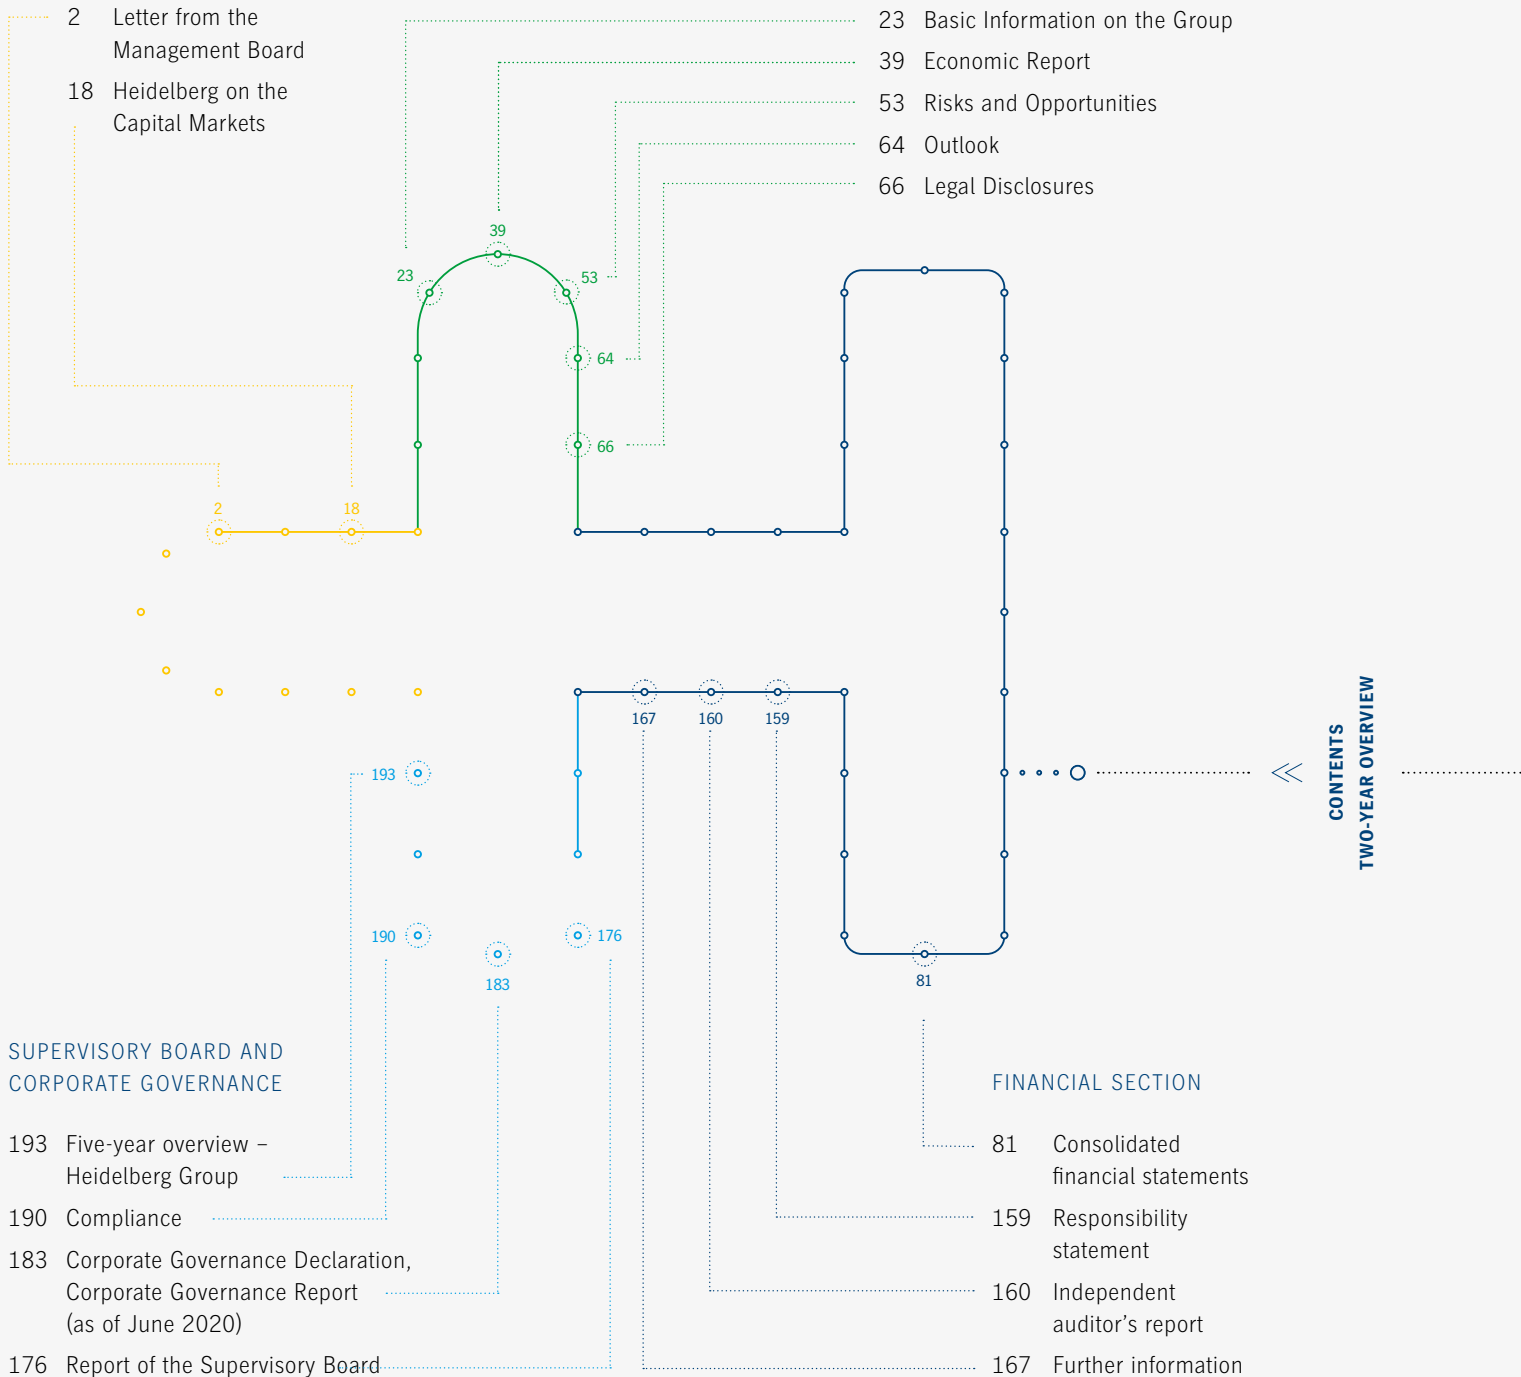 2 Letter from the
Management Board
18 Heidelberg on the
Capital Markets
23 Basic Information on the Group
39 Economic Report
53 Risks and Opportunities
64 Outlook
66 Legal Disclosures
39
23
53
64
66
2
18
167
160
159
193
190
176
183
81
CONTENTS
TWO-YEAR OVERVIEW
SUPERVISORY BOARD AND
CORPORATE GOVERNANCE
193 Five-year overview –
Heidelberg Group
190 Compliance
183 Corporate Governance Declaration,
Corporate Governance Report
(as of June 2020)
176 Report of the Supervisory Board
FINANCIAL SECTION
81 Consolidated
financial statements
159 Responsibility
statement
160 Independent
auditor’s report
167 Further information